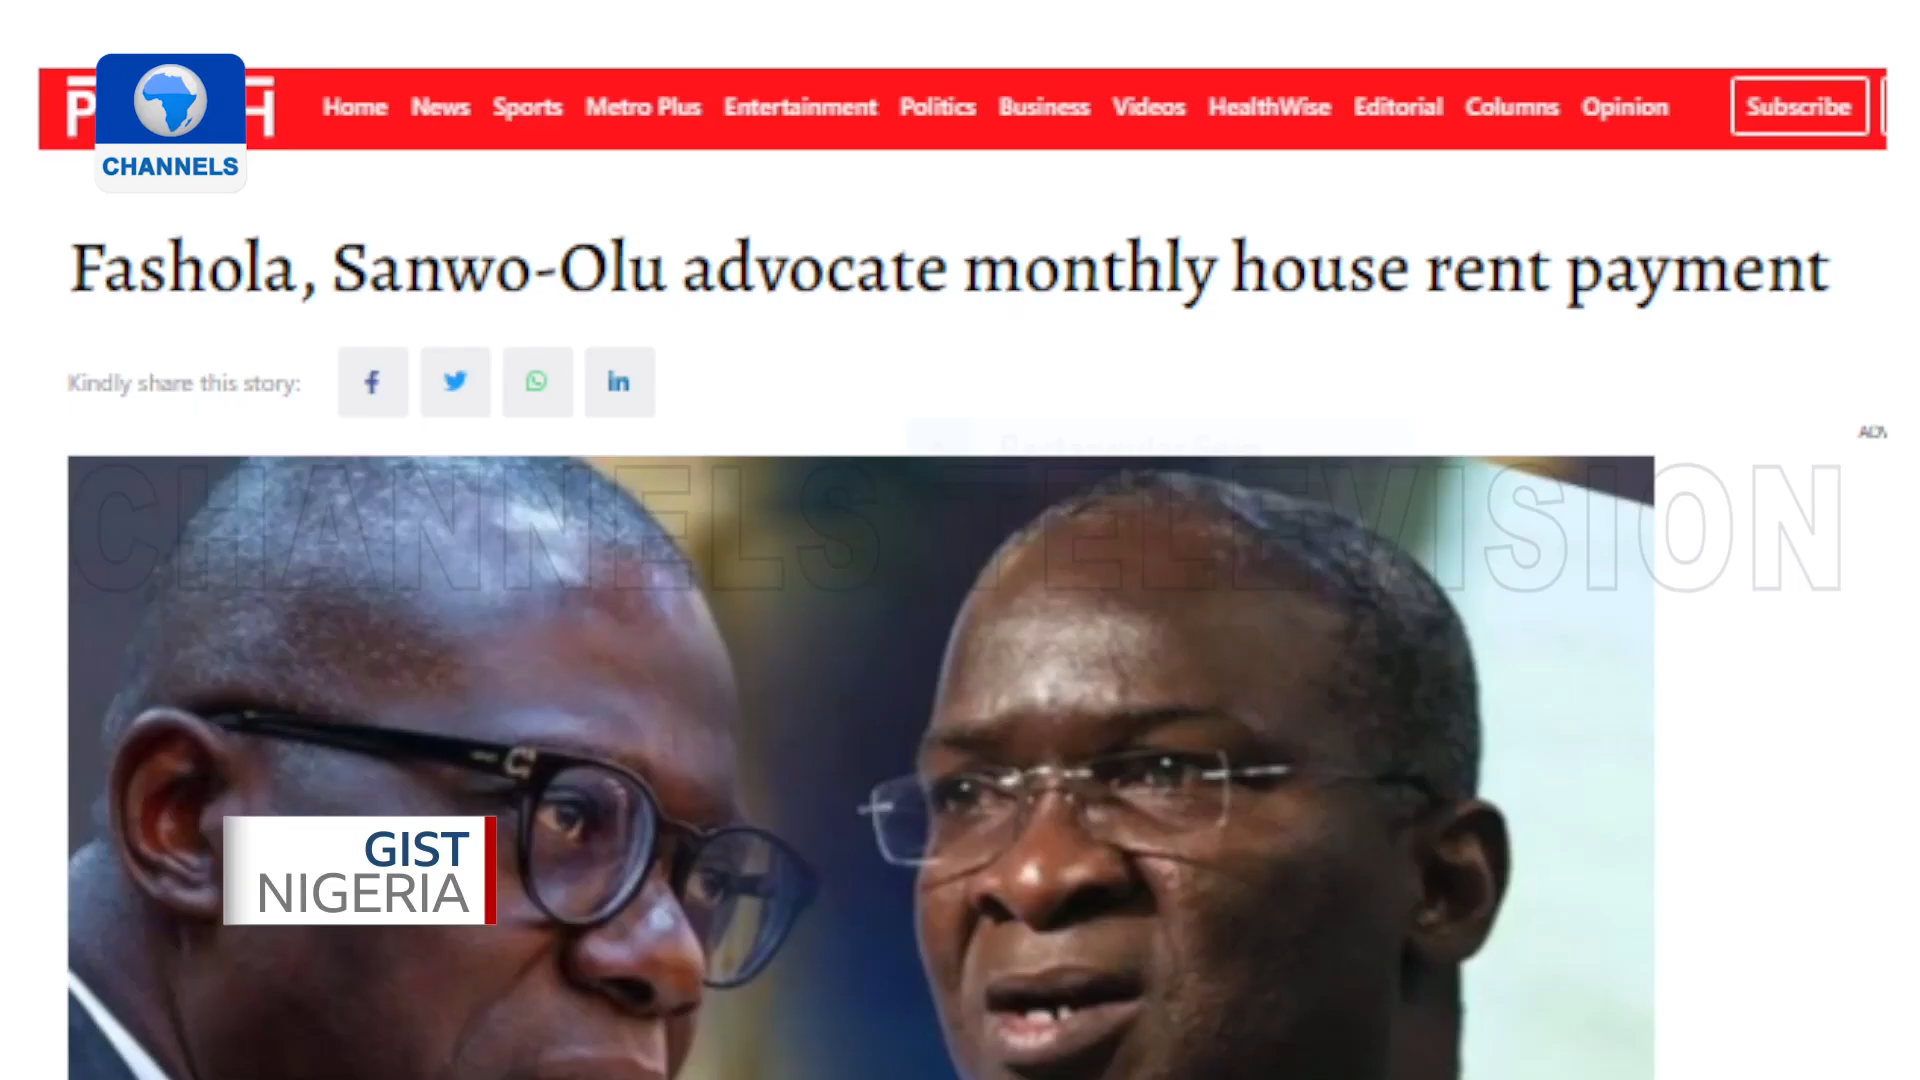 CHANNELS
Home News Sports Metro Plus Entertainment Politics Business Videos HealthWise Editorial Columns Opinion Subscribe
Fashola, Sanwo-Olu advocate monthly house rent payment
Kindly share this story:
CHANNELS TELEVISION
GIST
NIGERIA